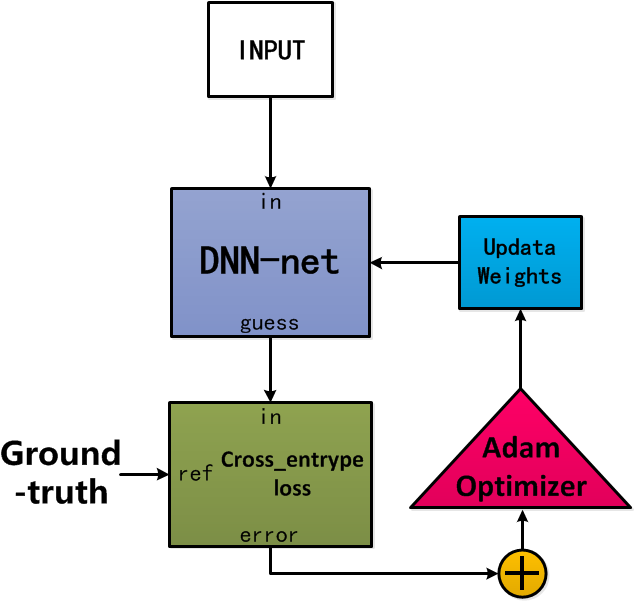 INPUT
in
DNN-net
guess
Updata
Weights
in
Ground
-truth
ref
Cross_entrype
loss
error
Adam
Optimizer